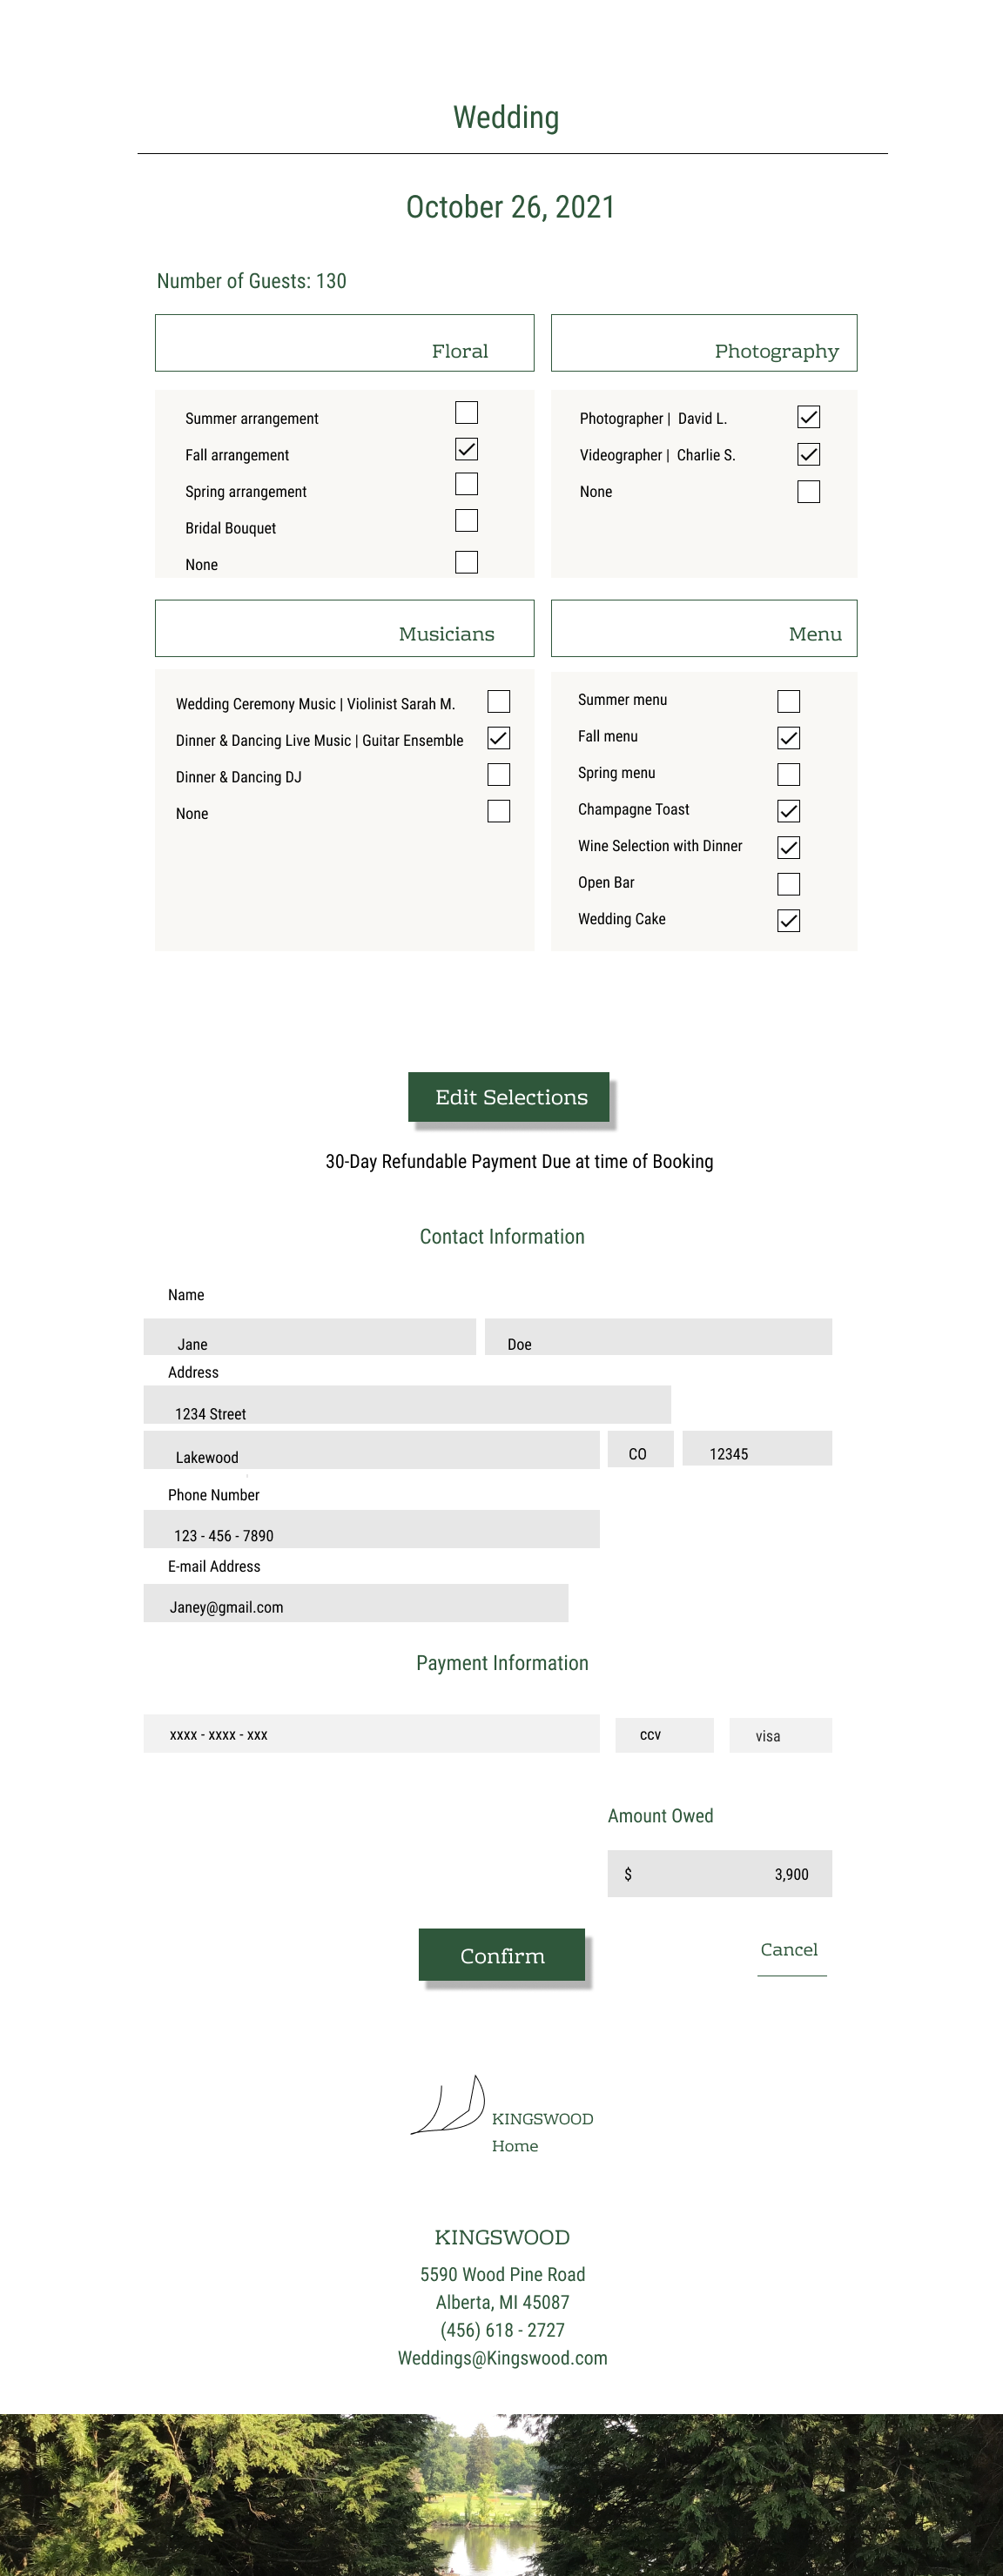 Wedding
October 26, 2021
Number of Guests: 130
Floral
Summer arrangement
Fall arrangement
Spring arrangement
Bridal Bouquet
None
Photography
Photographer | David L.
Videographer | Charlie S.
None
Musicians
Wedding Ceremony Music | Violinist Sarah M.
Dinner & Dancing Live Music | Guitar Ensemble
Dinner & Dancing DJ
None
Menu
Summer menu
Fall menu
Spring menu
Champagne Toast
Wine Selection with Dinner
Open Bar
Wedding Cake
Edit Selections
30-Day Refundable Payment Due at time of Booking
Contact Information
Name
Jane Doe
Address
1234 Street
Lakewood CO 12345
Phone Number
123 - 456 - 7890
E-mail Address
Janey@gmail.com
Payment Information
xxxx - xxxx - xxx ccv visa
Amount Owed
$ 3,900
Confirm Cancel
KINGSWOOD
Home
KINGSWOOD
5590 Wood Pine Road
Alberta, MI 45087
(456) 618 - 2727
Weddings@Kingswood.com